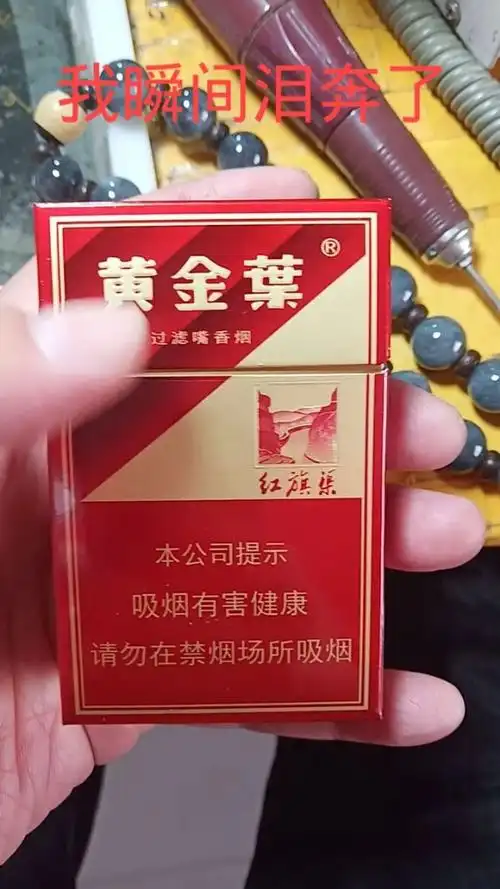 我瞬间泪奔了
黄金葉®
过滤嘴香烟
红旗渠
本公司提示
吸烟有害健康
请勿在禁烟场所吸烟